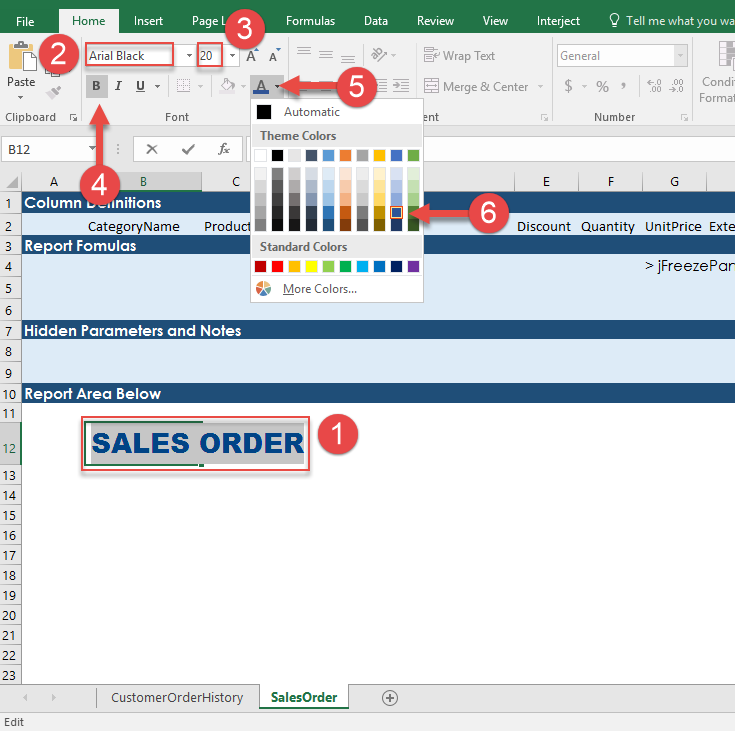 File Home Insert Page L Formulas Data Review View Interject Tell me what you wa
2 3
Arial Black 20 A A Wrap Text General
Paste B I U A 5 Merge & Center $ % , .00 .0 Condi
Format
Clipboard Font ent Number
B12 fx
Automatic
Theme Colors
4 6
Standard Colors
More Colors...
A B C E F G
1 Column Definitions
2 CategoryName Product Discount Quantity UnitPrice Exte
3 Report Fomulas
4 > jFreezePan
5
6
7 Hidden Parameters and Notes
8
9
10 Report Area Below
11
12 SALES ORDER 1
13
14
15
16
17
18
19
20
21
22
23
CustomerOrderHistory SalesOrder
Edit